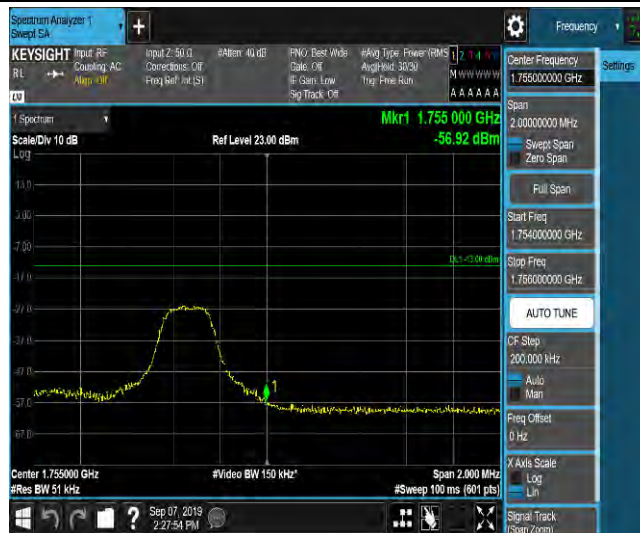 Spectrum Analyzer 1
Swept SA
+
Frequency
KEYSIGHT
RL
Input: RF
Coupling: AC
Align: Off
Input Z: 50 Ω
Corrections: Off
Freq Ref: Int (S)
#Atten: 40 dB
PNO: Best Wide
Gate: Off
IF Gain: Low
Sig Track: Off
#Avg Type: Power (RMS
Avg|Hold: 30/30
Trig: Free Run
M W W W W W
A A A A A A
1 Spectrum
Scale/Div 10 dB
Ref Level 23.00 dBm
Mkr1 1.755 000 GHz
-56.92 dBm
Log
13.0
3.00
-7.00
DL1 -13.00 dBm
-17.0
-27.0
-37.0
-47.0
-57.0
-67.0
1
Center 1.755000 GHz
#Video BW 150 kHz*
Span 2.000 MHz
#Res BW 51 kHz
#Sweep 100 ms (601 pts)
Sep 07, 2019
2:27:54 PM
?
Center Frequency
1.755000000 GHz
Settings
Span
2.00000000 MHz
Swept Span
Zero Span
Full Span
Start Freq
1.754000000 GHz
Stop Freq
1.756000000 GHz
AUTO TUNE
CF Step
200.000 kHz
Auto
Man
Freq Offset
0 Hz
X Axis Scale
Log
Lin
Signal Track
(Span Zoom)